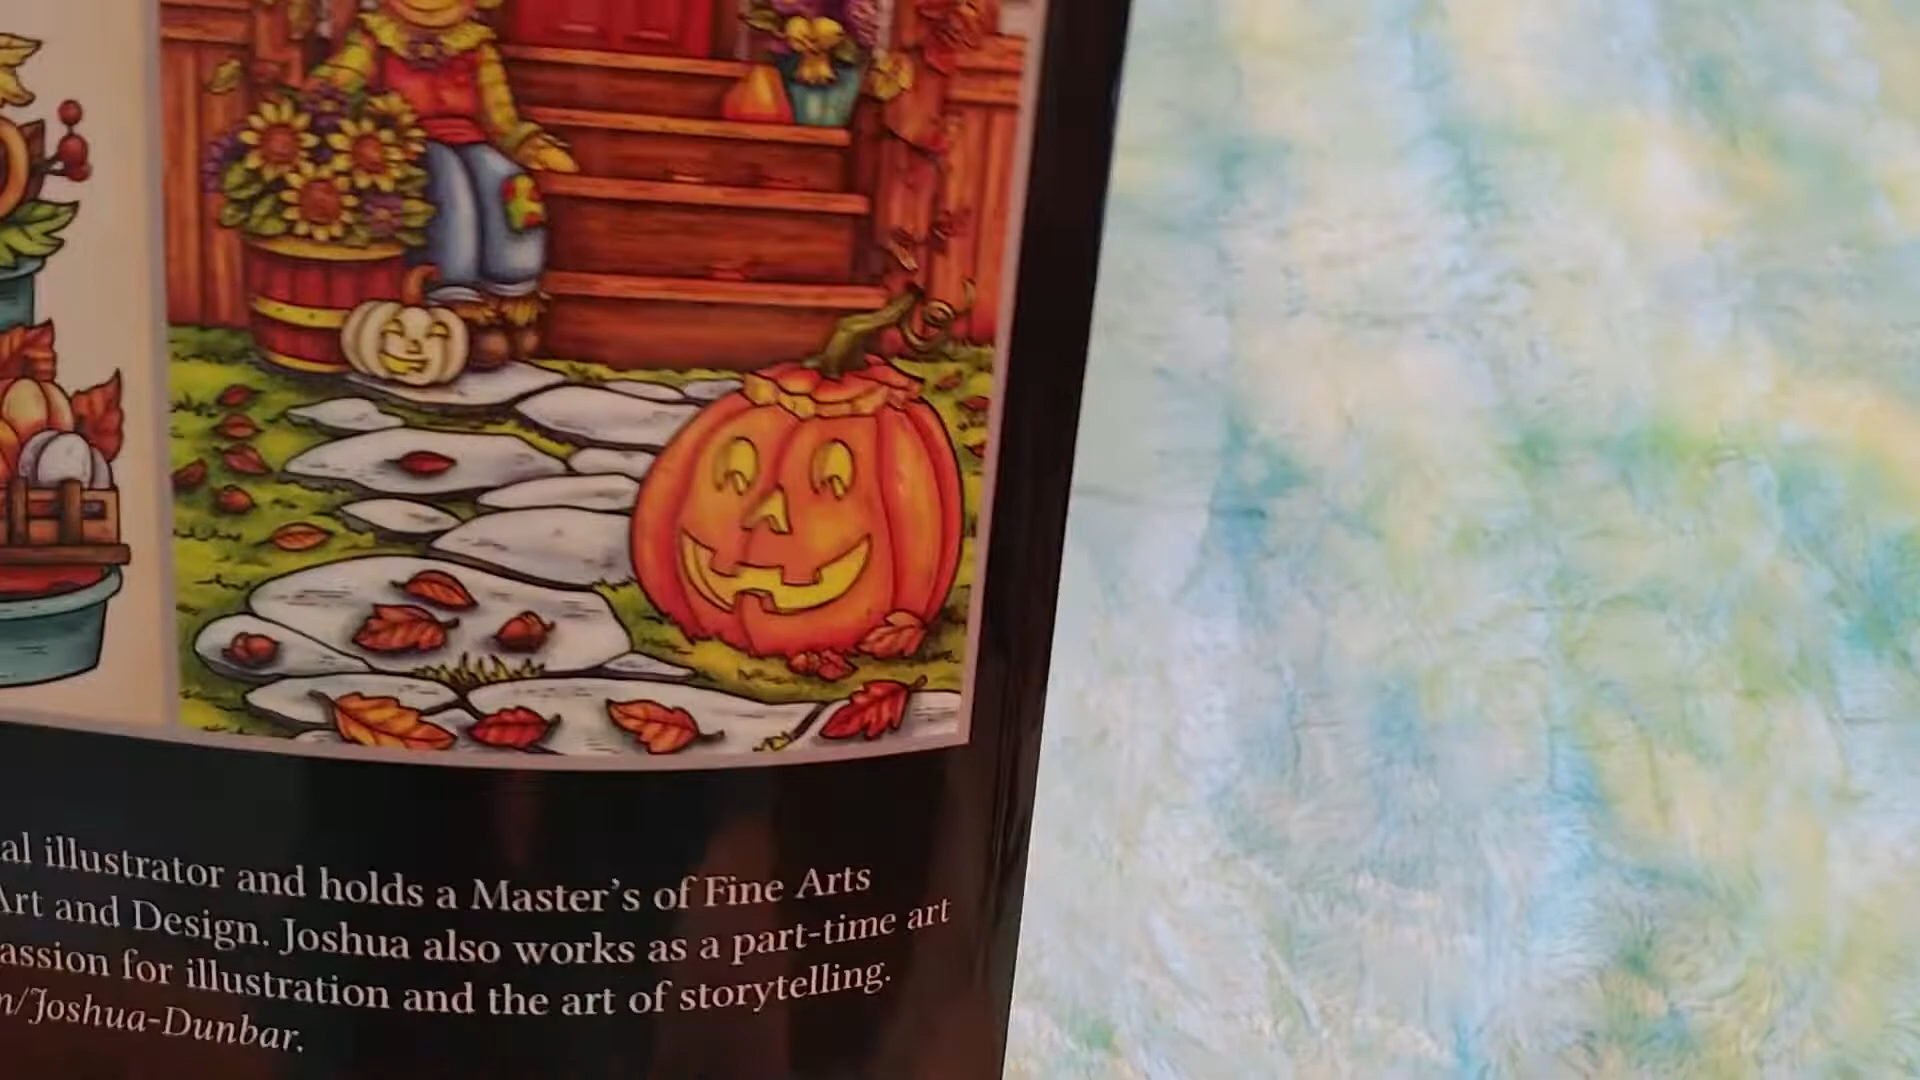 al illustrator and holds a Master's of Fine Arts
Art and Design. Joshua also works as a part-time art
assion for illustration and the art of storytelling.
m/Joshua-Dunbar.